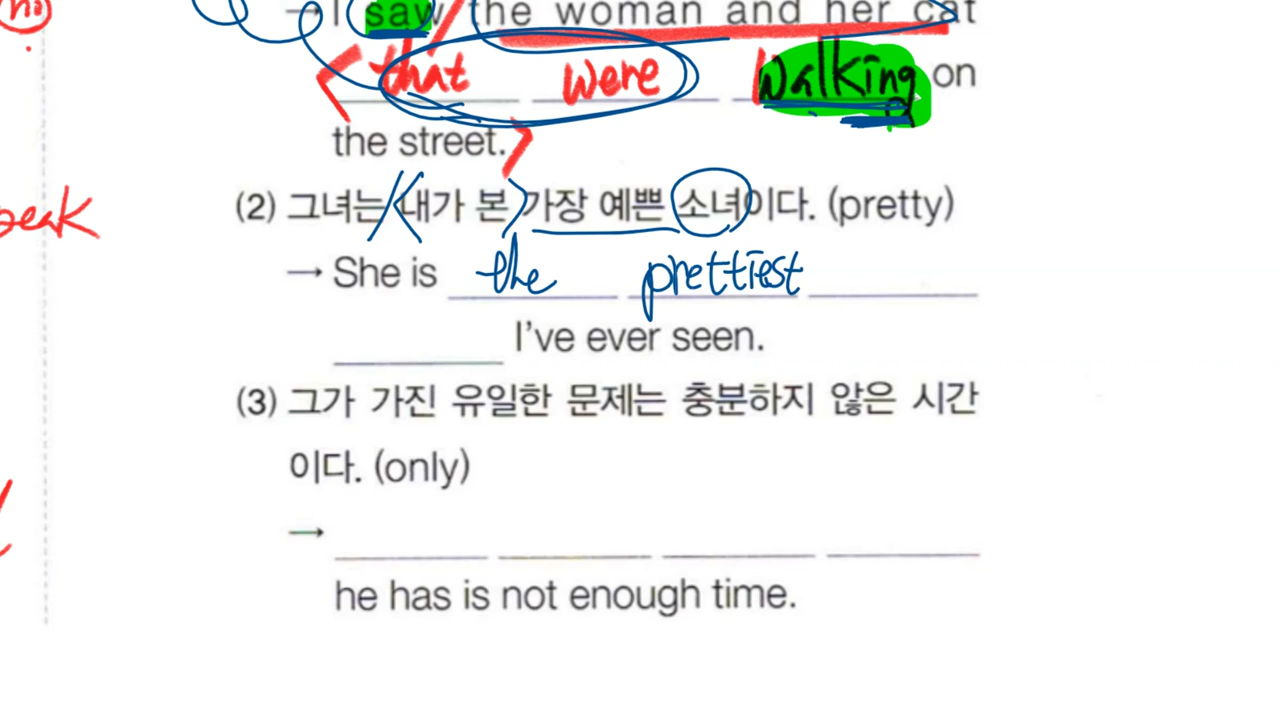 → I saw the woman and her cat
that were walking on
the street.
(2) 그녀는 내가 본 가장 예쁜 소녀이다. (pretty)
→ She is the prettiest
I've ever seen.
(3) 그가 가진 유일한 문제는 충분하지 않은 시간
이다. (only)
→
he has is not enough time.